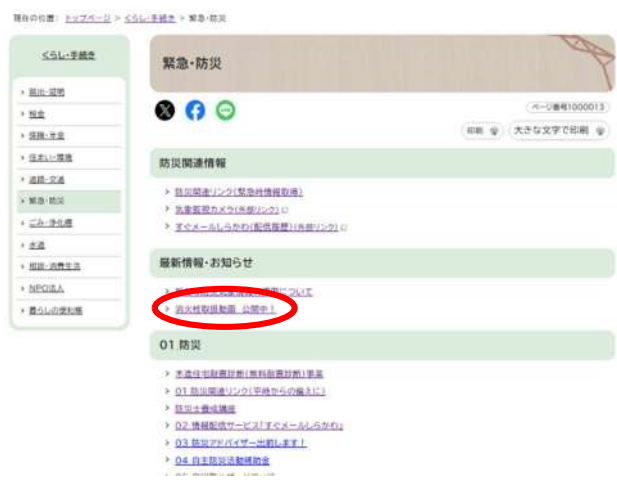 現在の位置： トップページ > くらし・手続き > 緊急・防災
くらし・手続き
届出・証明
税金
保険・年金
住まい・環境
道路・交通
緊急・防災
ごみ・浄化槽
水道
相談・消費生活
NPO法人
暮らしの便利帳
緊急・防災
ページ番号1000013
印刷
大きな文字で印刷
防災関連情報
防災関連リンク(緊急時情報取得)
気象監視カメラ(外部リンク)
すぐメールしらかわ(配信履歴)(外部リンク)
最新情報・お知らせ
について
消火栓取扱動画 公開中！
01 防災
木造住宅耐震診断(無料耐震診断)事業
01 防災関連リンク(平時からの備えに)
防災士養成講座
02 情報配信サービス「すぐメールしらかわ」
03 防災アドバイザー出前します！
04 自主防災活動補助金